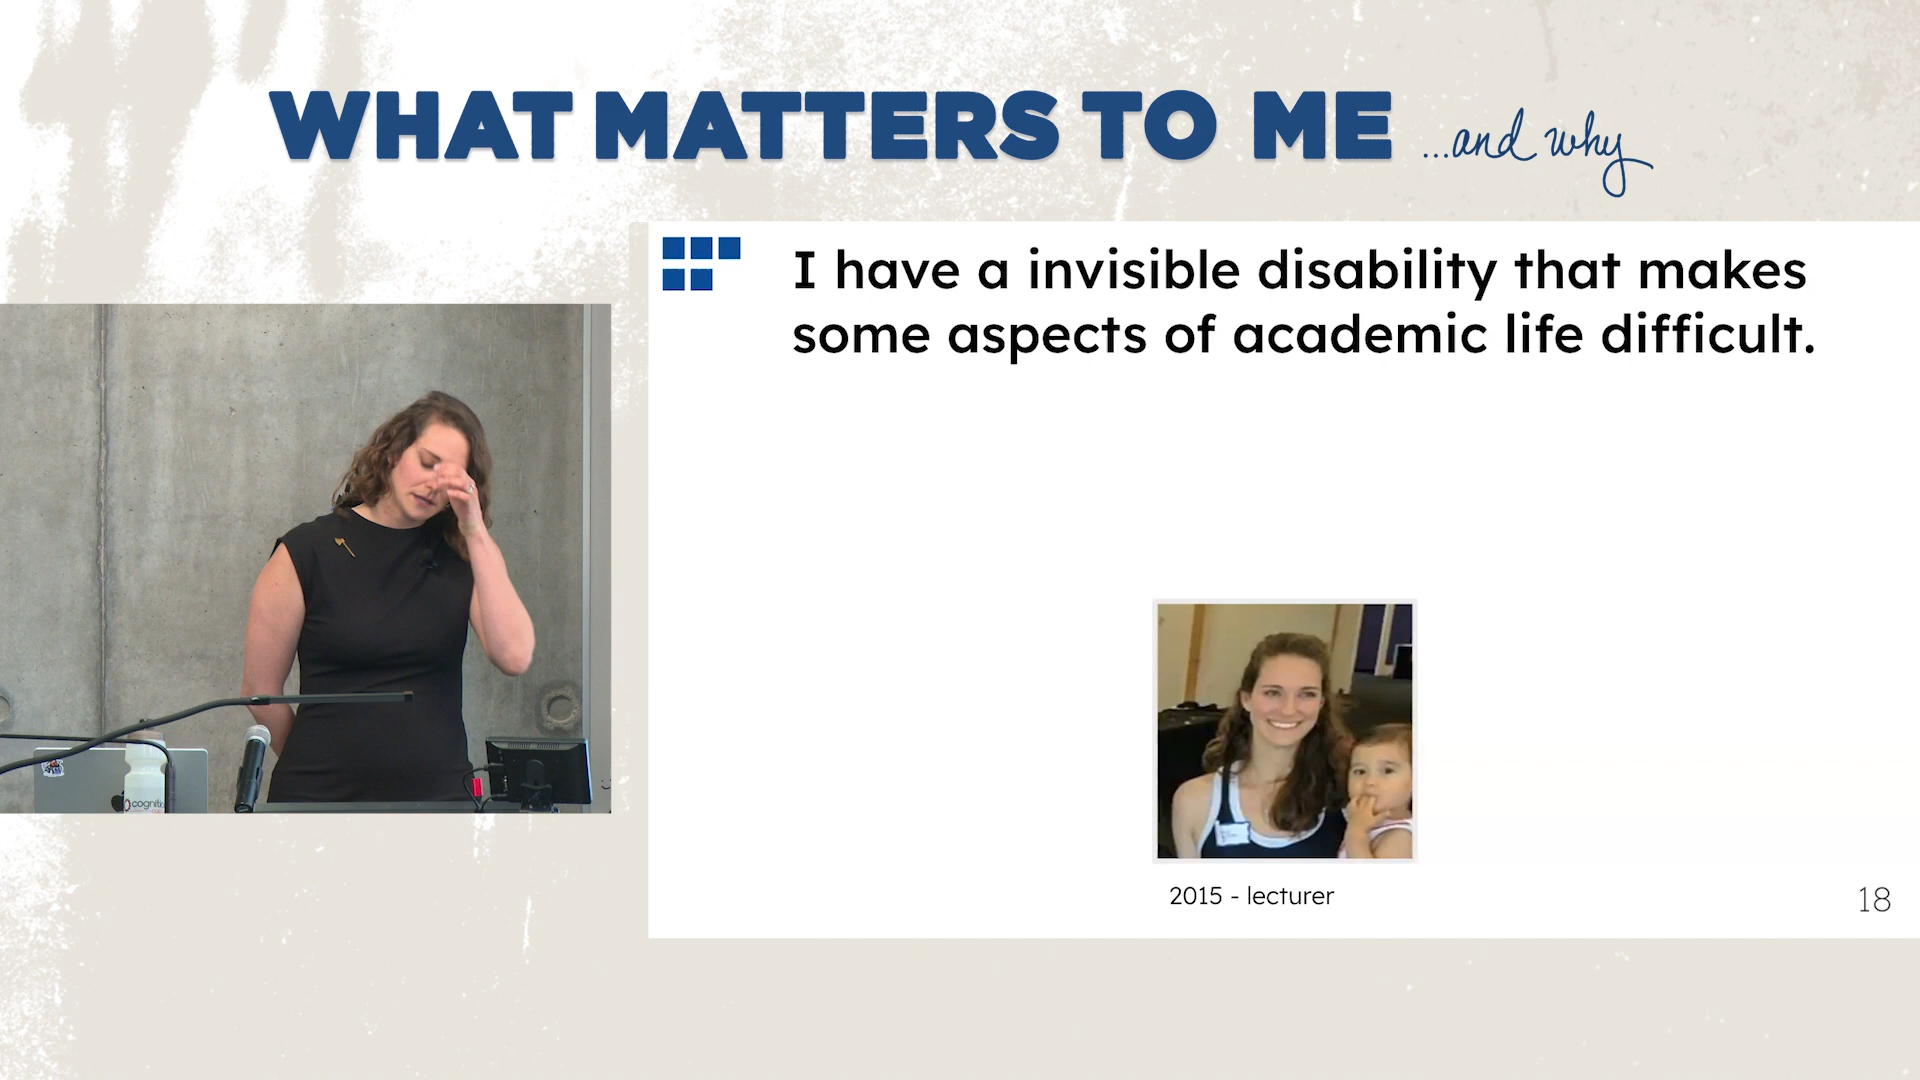 WHAT MATTERS TO ME ...and why
I have a invisible disability that makes
some aspects of academic life difficult.
2015 - lecturer
18